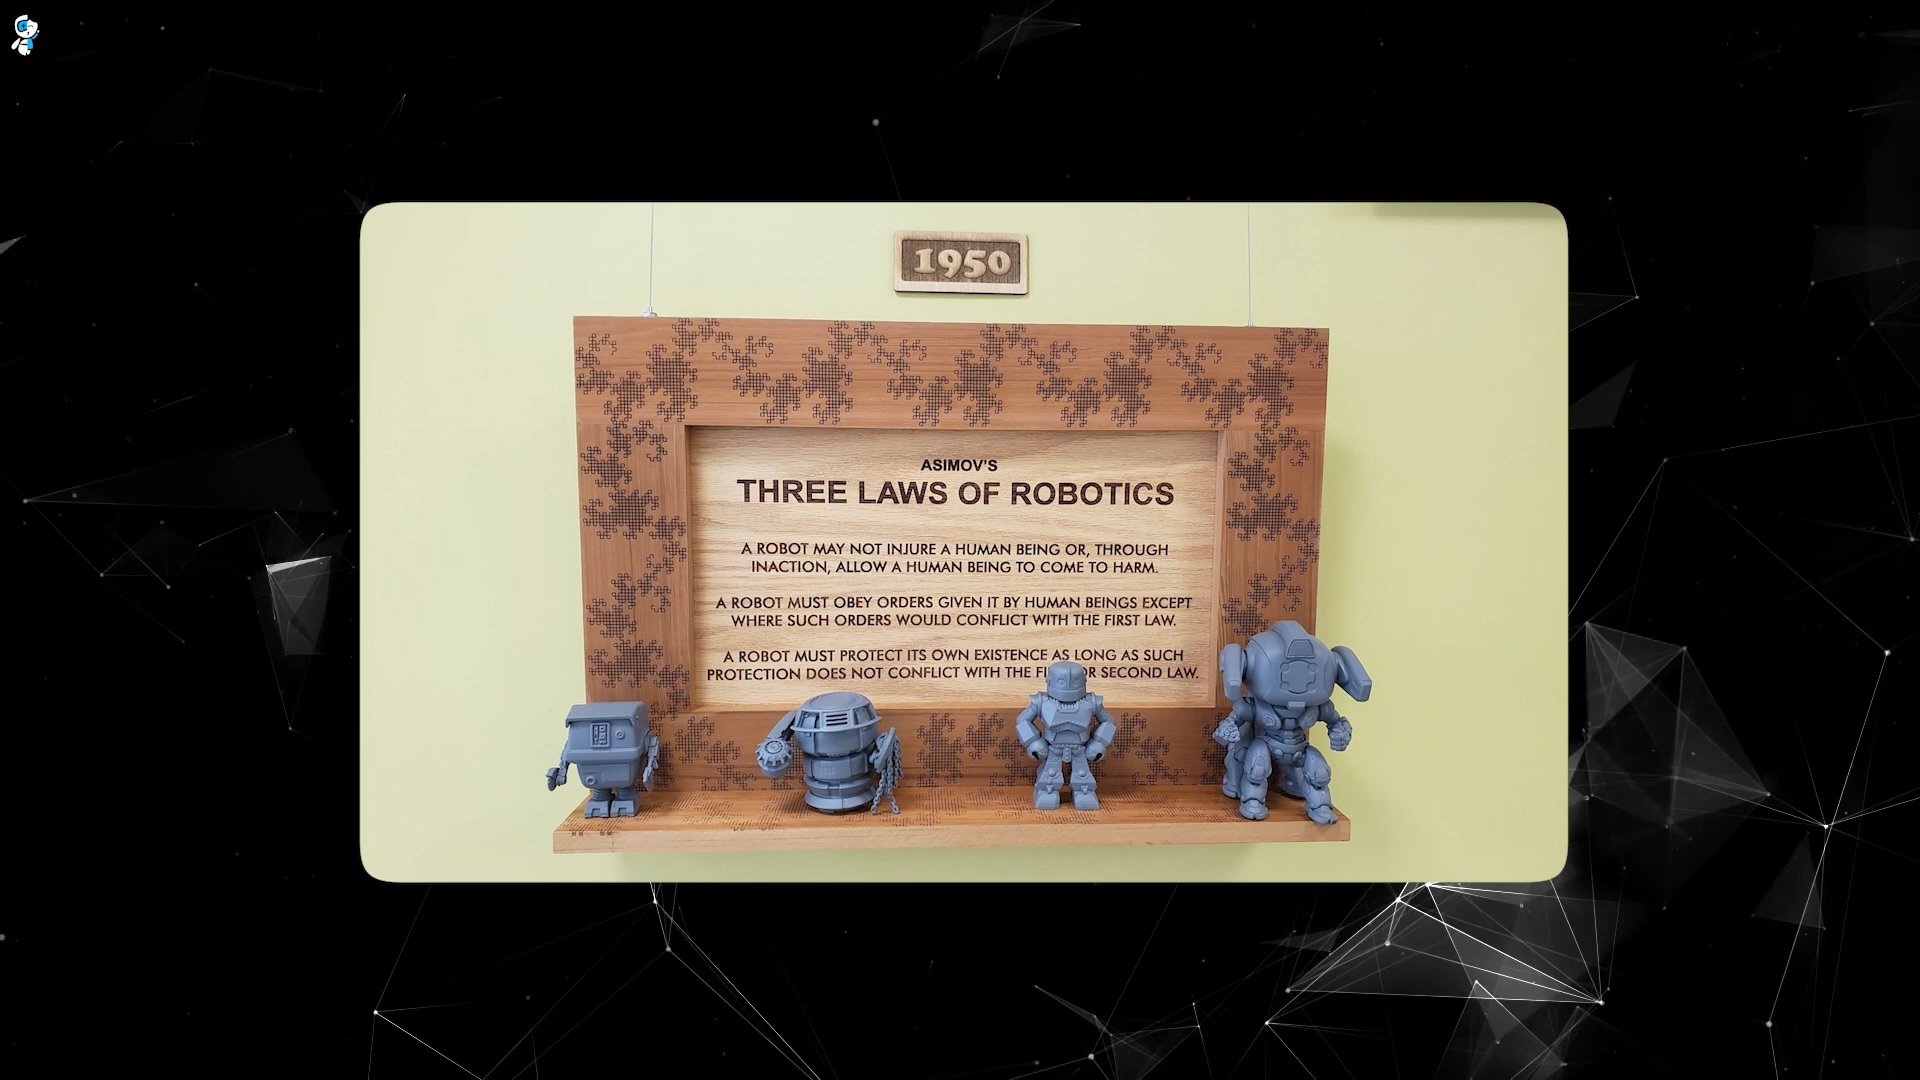 1950
ASIMOV'S
THREE LAWS OF ROBOTICS
A ROBOT MAY NOT INJURE A HUMAN BEING OR, THROUGH
INACTION, ALLOW A HUMAN BEING TO COME TO HARM.
A ROBOT MUST OBEY ORDERS GIVEN IT BY HUMAN BEINGS EXCEPT
WHERE SUCH ORDERS WOULD CONFLICT WITH THE FIRST LAW.
A ROBOT MUST PROTECT ITS OWN EXISTENCE AS LONG AS SUCH
PROTECTION DOES NOT CONFLICT WITH THE OR SECOND LAW.